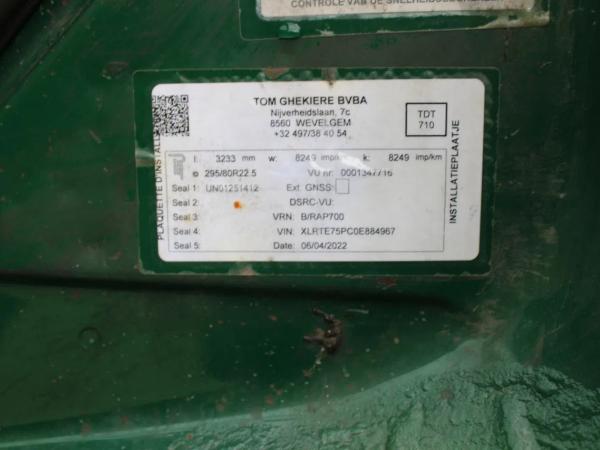 CONTROLE VAN DE SNELHEIDSBEGRENZER
TOM GHEKIERE BVBA
Nijverheidslaan, 7c
8560 WEVELGEM
+32 497/38 40 54
TDT
710
PLAQUETTE D'INSTALLATION
INSTALLATIEPLAATJE
l: 3233 mm w: 8249 imp/km k: 8249 imp/km
295/80R22.5 VU nr: 0001347716
Seal 1: UN01251412 Ext. GNSS:
Seal 2: DSRC-VU:
Seal 3: VRN: B/RAP700
Seal 4: VIN: XLRTE75PC0E884967
Seal 5: Date: 06/04/2022